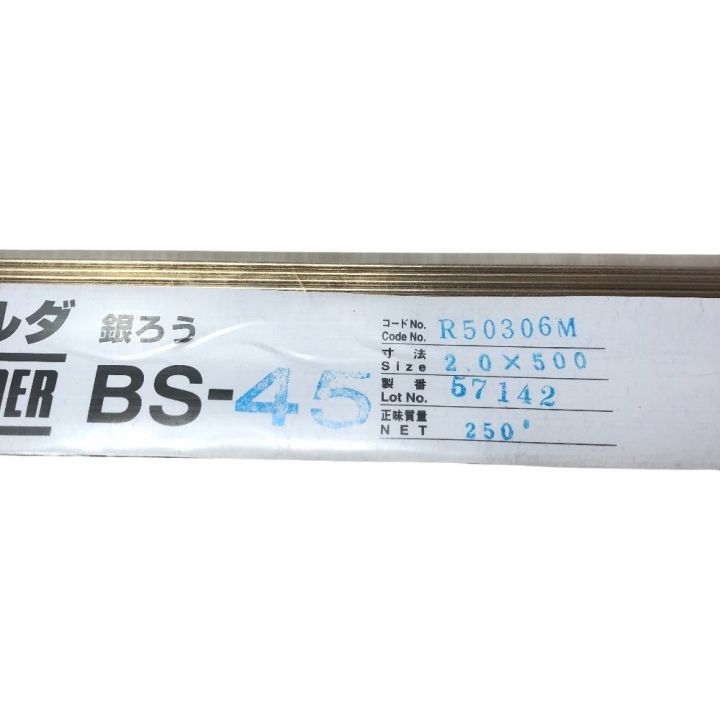 ルダ 銀ろう
BS-45
コードNo. R50306M
Code No.
寸法 2.0×500
Size
製番 57142
Lot No.
正味質量 250
NET